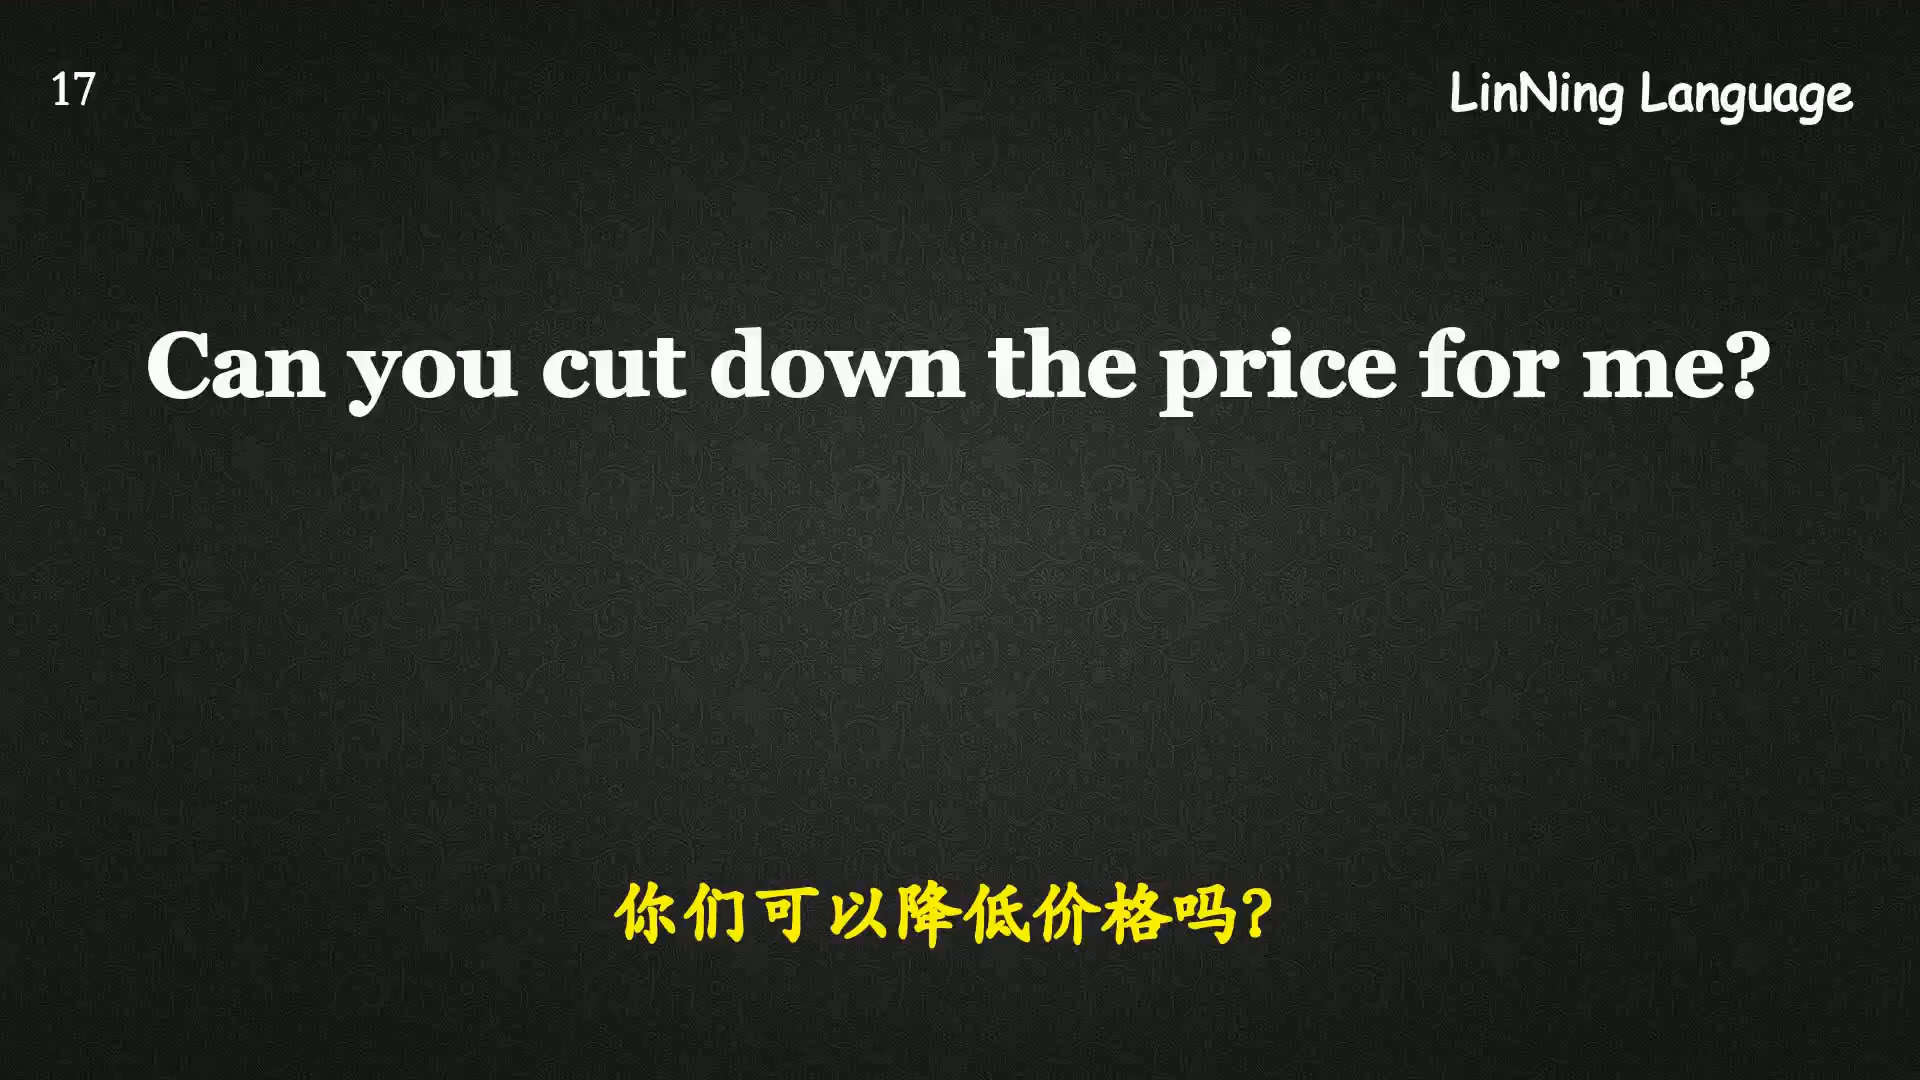 17
LinNing Language
Can you cut down the price for me?
你们可以降低价格吗?